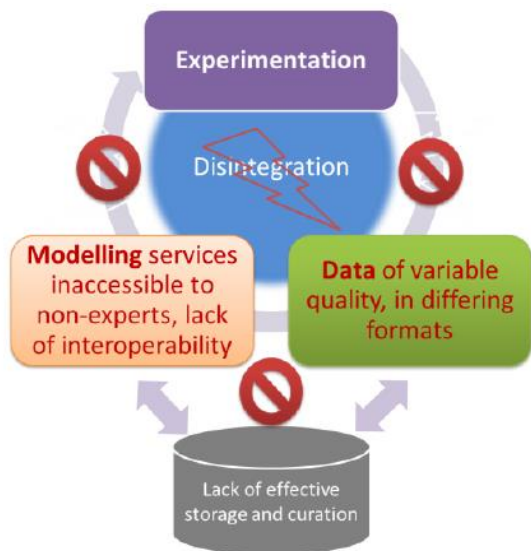 Experimentation
Disintegration
Modelling services
inaccessible to
non-experts, lack
of interoperability
Data of variable
quality, in differing
formats
Lack of effective
storage and curation